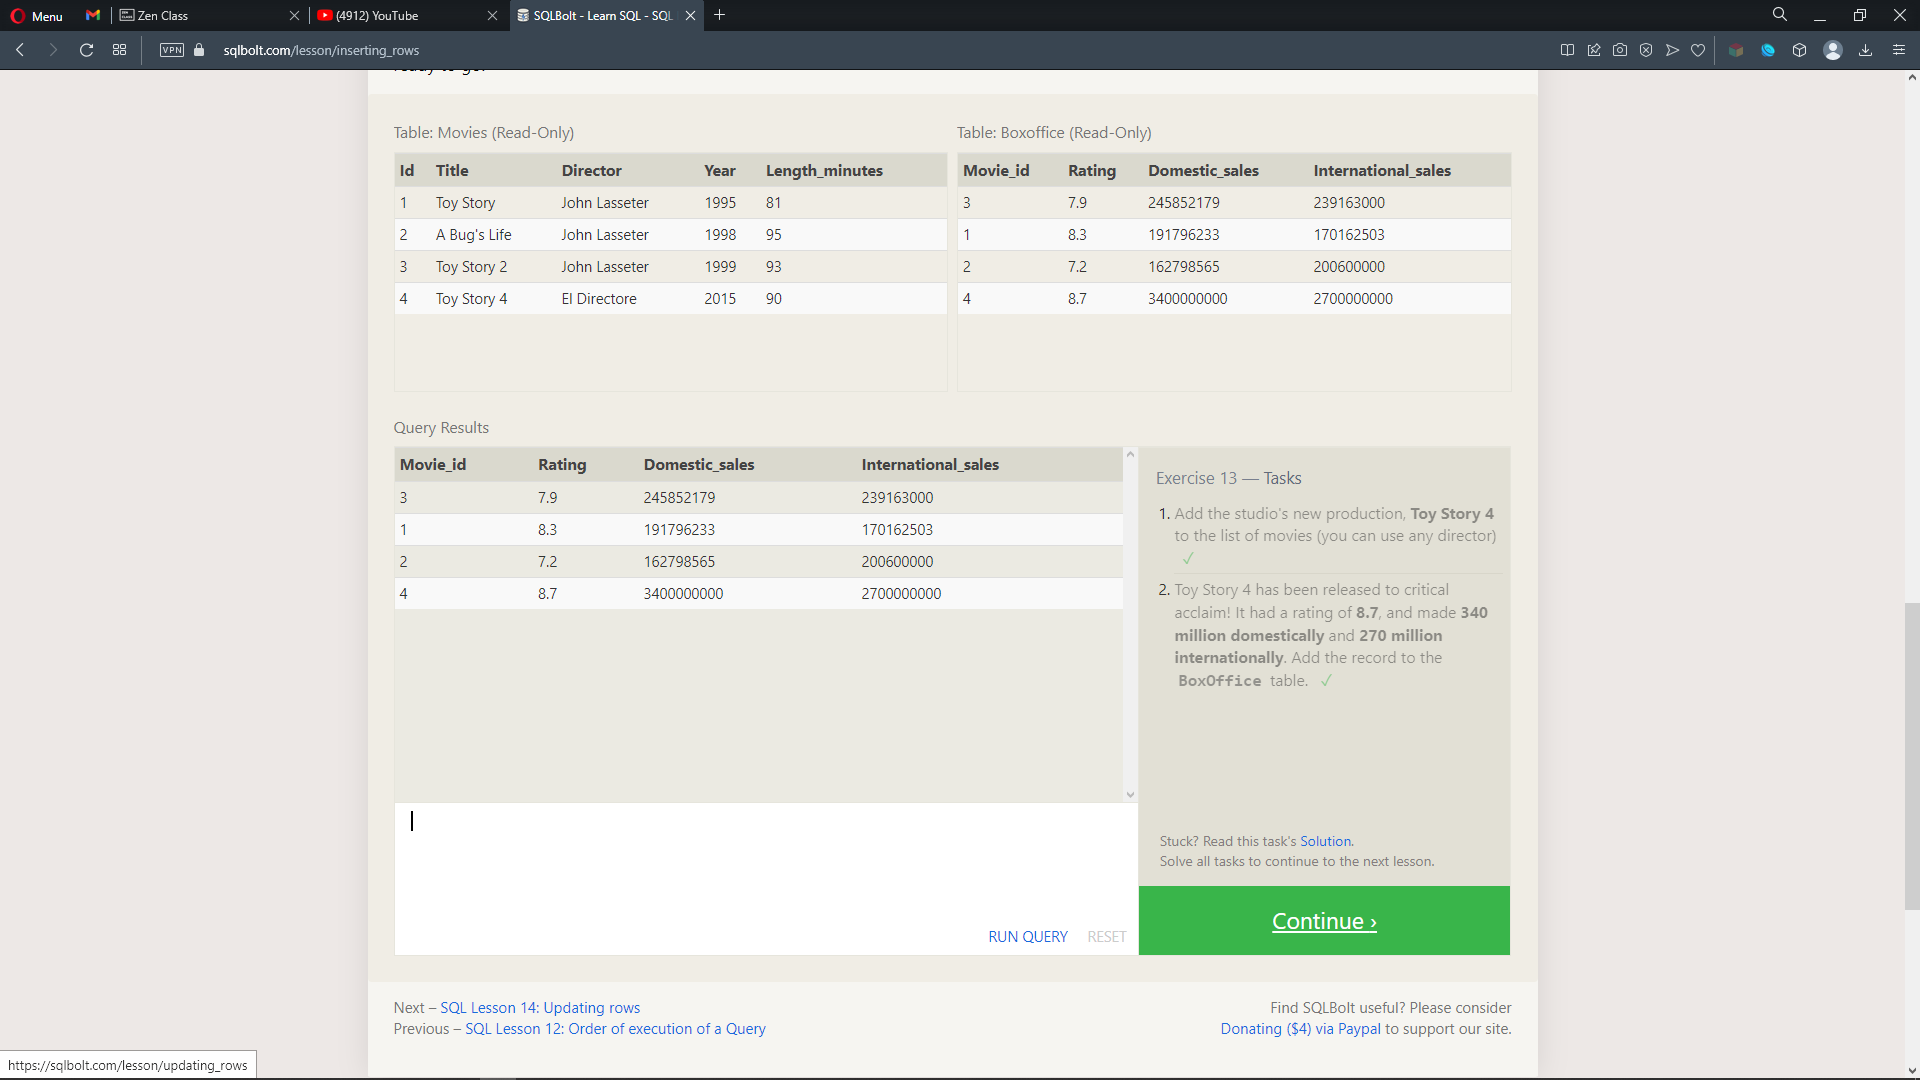 Menu
Zen Class
(4912) YouTube
SQLBolt - Learn SQL - SQL
VPN
sqlbolt.com/lesson/inserting_rows
ready to go.
Table: Movies (Read-Only)
Id Title Director Year Length_minutes
1 Toy Story John Lasseter 1995 81
2 A Bug's Life John Lasseter 1998 95
3 Toy Story 2 John Lasseter 1999 93
4 Toy Story 4 El Directore 2015 90
Table: Boxoffice (Read-Only)
Movie_id Rating Domestic_sales International_sales
3 7.9 245852179 239163000
1 8.3 191796233 170162503
2 7.2 162798565 200600000
4 8.7 3400000000 2700000000
Query Results
Movie_id Rating Domestic_sales International_sales
3 7.9 245852179 239163000
1 8.3 191796233 170162503
2 7.2 162798565 200600000
4 8.7 3400000000 2700000000
RUN QUERY RESET
Exercise 13 — Tasks
1. Add the studio's new production, Toy Story 4
to the list of movies (you can use any director)
✓
2. Toy Story 4 has been released to critical
acclaim! It had a rating of 8.7, and made 340
million domestically and 270 million
internationally. Add the record to the
BoxOffice table. ✓
Stuck? Read this task's Solution.
Solve all tasks to continue to the next lesson.
Continue ›
Next – SQL Lesson 14: Updating rows
Previous – SQL Lesson 12: Order of execution of a Query
Find SQLBolt useful? Please consider
Donating ($4) via Paypal to support our site.
https://sqlbolt.com/lesson/updating_rows